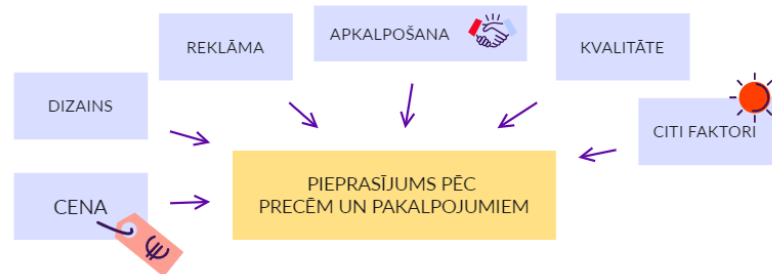 REKLĀMA
APKALPOŠANA
KVALITĀTE
DIZAINS
CITI FAKTORI
CENA
€
PIEPRASĪJUMS PĒC
PRECĒM UN PAKALPOJUMIEM